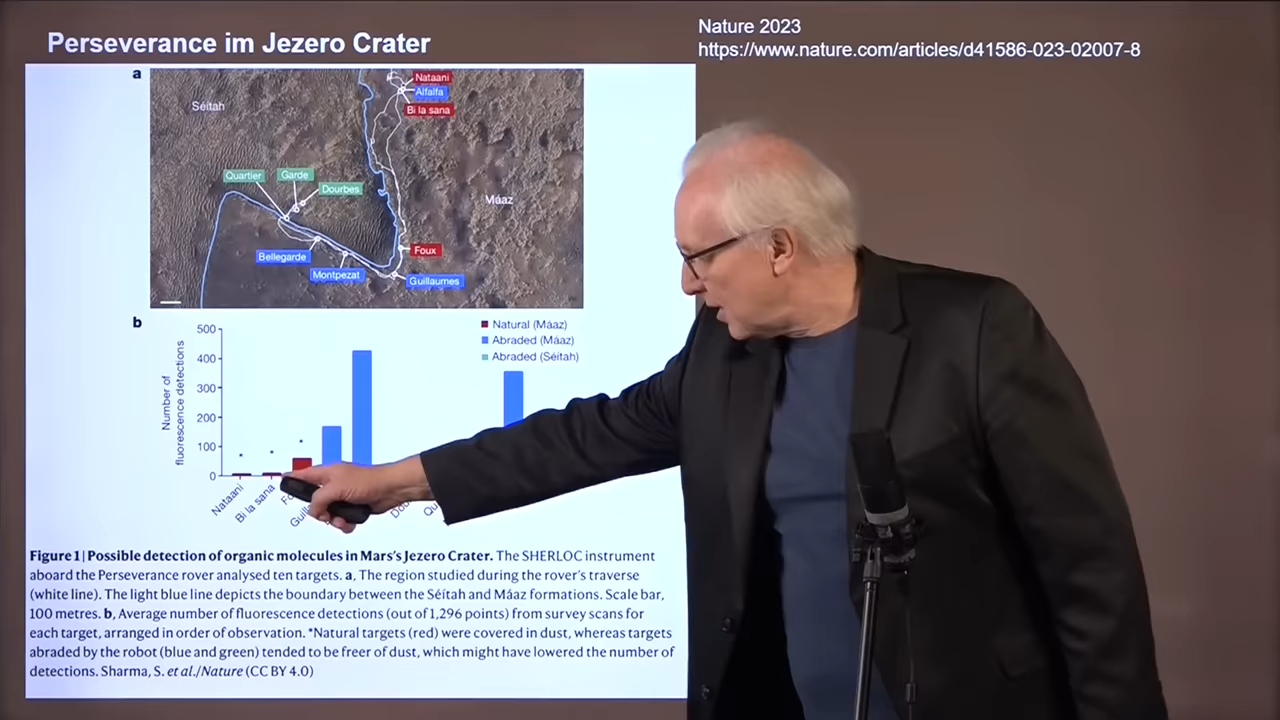 Perseverance im Jezero Crater
Nature 2023
https://www.nature.com/articles/d41586-023-02007-8
a
Nataani
Alfalfa
Bi la sana
Séítah
Quartier
Garde
Dourbes
Máaz
Foux
Bellegarde
Montpezat
Guillaumes
b
Number of
fluorescence detections
500
400
300
200
100
0
Natural (Máaz)
Abraded (Máaz)
Abraded (Séítah)
*
*
*
Nataani
Bi la sana
Figure 1 | Possible detection of organic molecules in Mars's Jezero Crater. The SHERLOC instrument
aboard the Perseverance rover analysed ten targets. a, The region studied during the rover's traverse
(white line). The light blue line depicts the boundary between the Séítah and Máaz formations. Scale bar,
100 metres. b, Average number of fluorescence detections (out of 1,296 points) from survey scans for
each target, arranged in order of observation. *Natural targets (red) were covered in dust, whereas targets
abraded by the robot (blue and green) tended to be freer of dust, which might have lowered the number of
detections. Sharma, S. et al./Nature (CC BY 4.0)